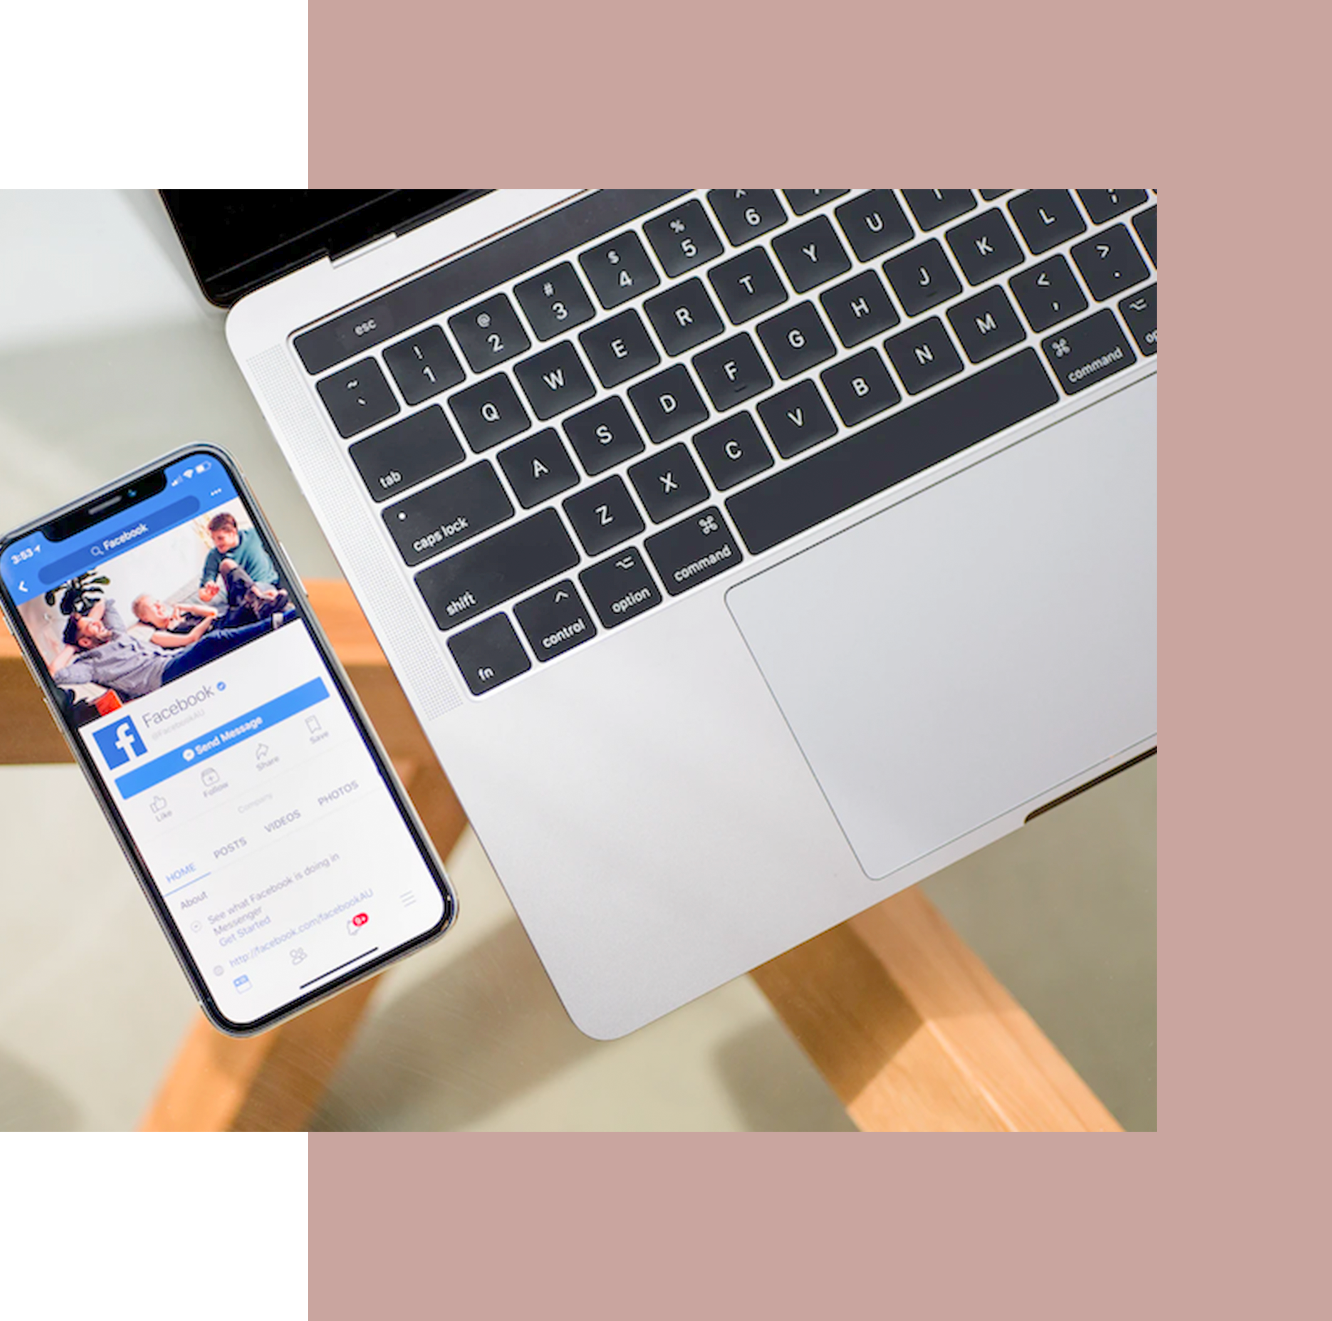 3:53
Facebook
f
Facebook
@FacebookAU
Send Message
Like
Follow
Share
Save
Company
HOME
POSTS
VIDEOS
PHOTOS
About
See what Facebook is doing in
Messenger
Get Started
http://facebook.com/facebookAU
9+
esc
~ ! @ # $ % ^
` 1 2 3 4 5 6
tab Q W E R T Y U
caps lock A S D F G H J K L ;
shift Z X C V B N M < , > .
fn control option command command